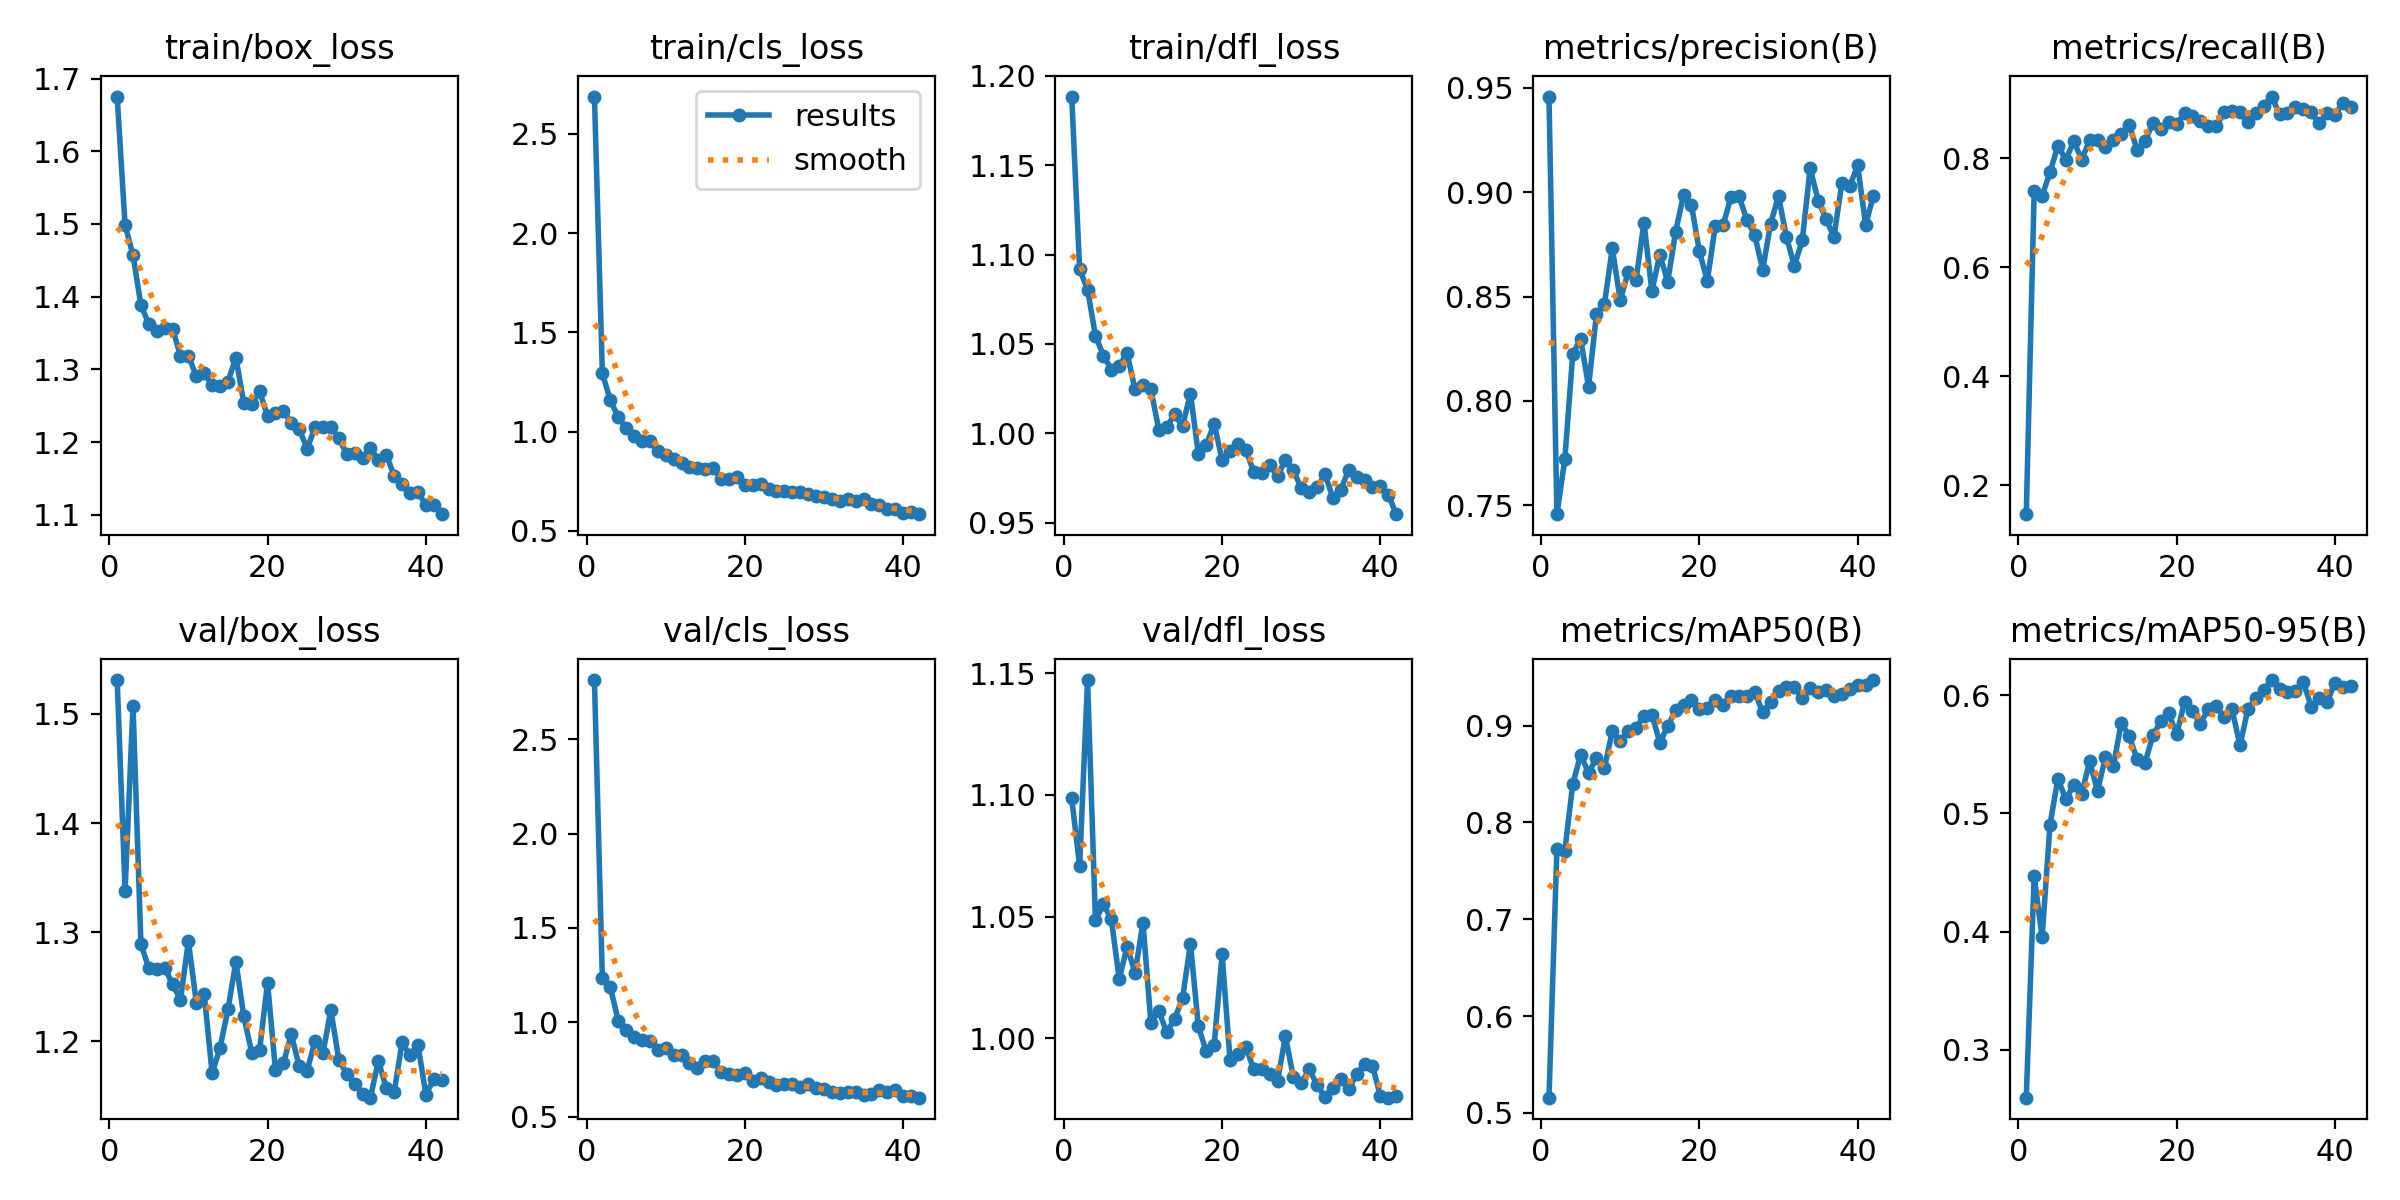 train/box_loss
1.7
1.6
1.5
1.4
1.3
1.2
1.1
0 20 40
train/cls_loss
results
smooth
2.5
2.0
1.5
1.0
0.5
0 20 40
train/dfl_loss
1.20
1.15
1.10
1.05
1.00
0.95
0 20 40
metrics/precision(B)
0.95
0.90
0.85
0.80
0.75
0 20 40
metrics/recall(B)
0.8
0.6
0.4
0.2
0 20 40
val/box_loss
1.5
1.4
1.3
1.2
0 20 40
val/cls_loss
2.5
2.0
1.5
1.0
0.5
0 20 40
val/dfl_loss
1.15
1.10
1.05
1.00
0 20 40
metrics/mAP50(B)
0.9
0.8
0.7
0.6
0.5
0 20 40
metrics/mAP50-95(B)
0.6
0.5
0.4
0.3
0 20 40